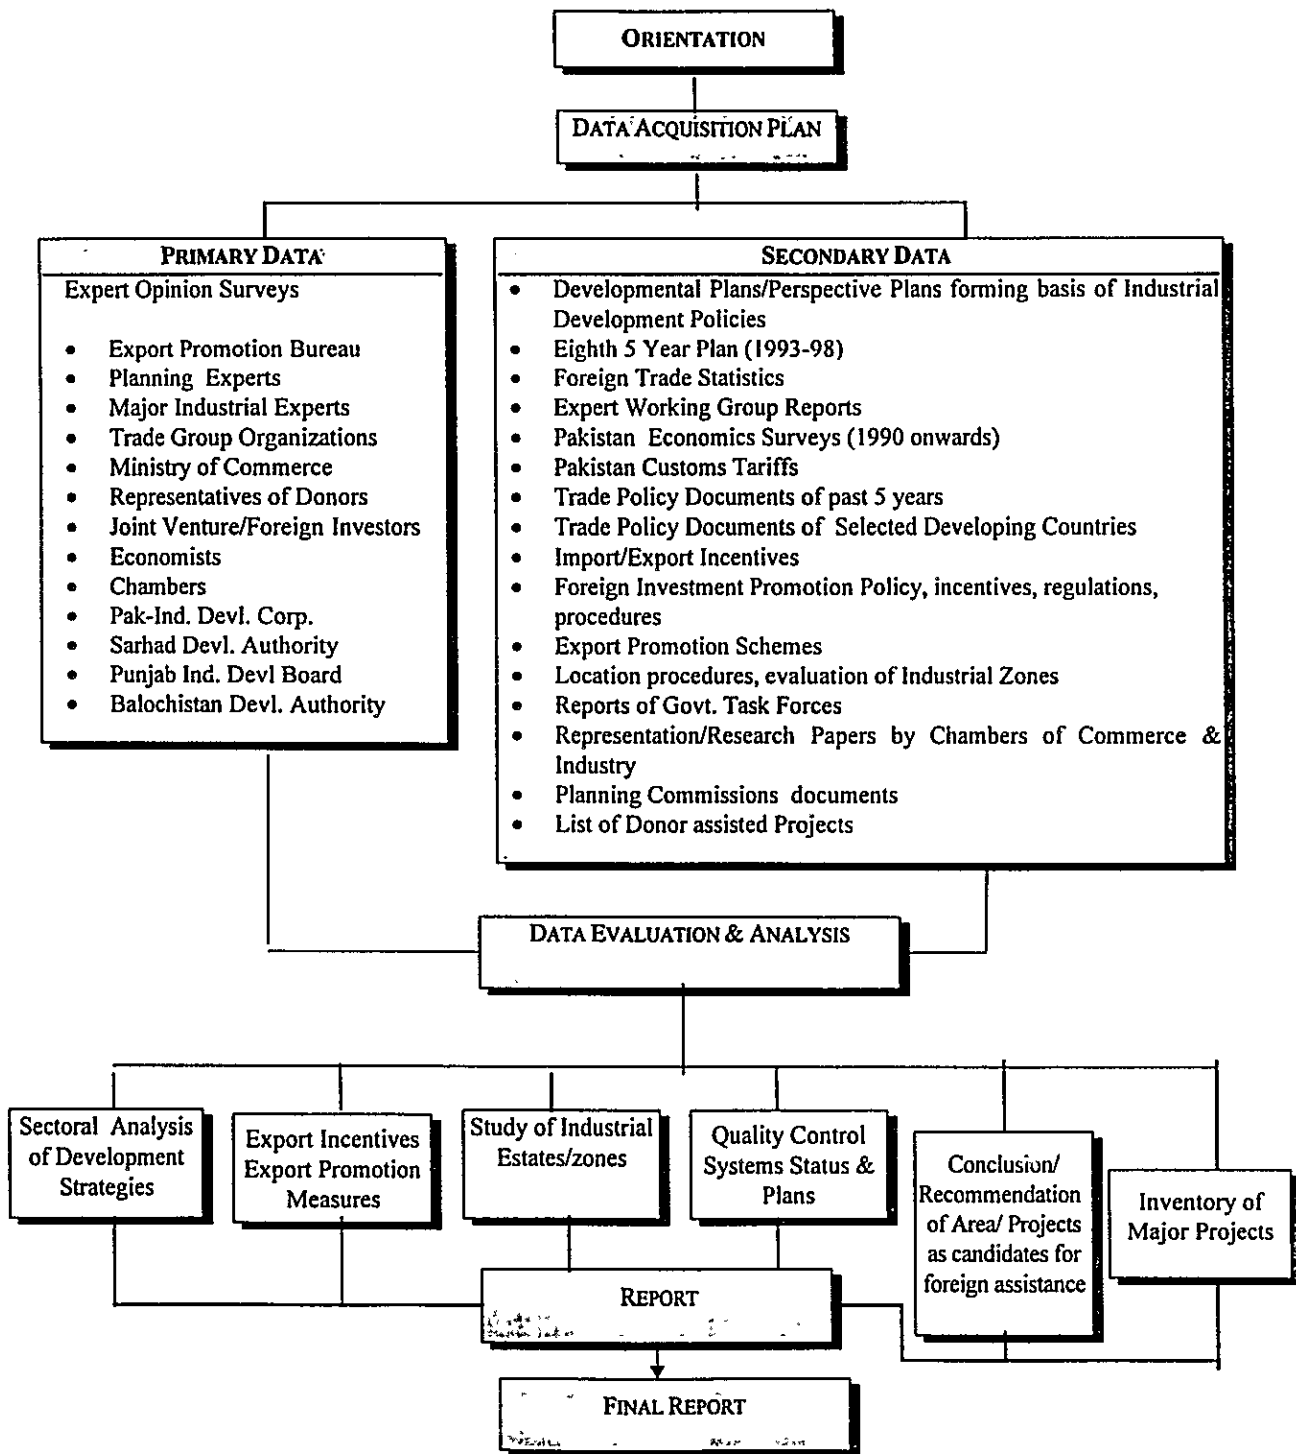 ORIENTATION
DATA ACQUISITION PLAN
PRIMARY DATA
Expert Opinion Surveys
• Export Promotion Bureau
• Planning Experts
• Major Industrial Experts
• Trade Group Organizations
• Ministry of Commerce
• Representatives of Donors
• Joint Venture/Foreign Investors
• Economists
• Chambers
• Pak-Ind. Devl. Corp.
• Sarhad Devl. Authority
• Punjab Ind. Devl Board
• Balochistan Devl. Authority
SECONDARY DATA
• Developmental Plans/Perspective Plans forming basis of Industrial
Development Policies
• Eighth 5 Year Plan (1993-98)
• Foreign Trade Statistics
• Expert Working Group Reports
• Pakistan Economics Surveys (1990 onwards)
• Pakistan Customs Tariffs
• Trade Policy Documents of past 5 years
• Trade Policy Documents of Selected Developing Countries
• Import/Export Incentives
• Foreign Investment Promotion Policy, incentives, regulations,
procedures
• Export Promotion Schemes
• Location procedures, evaluation of Industrial Zones
• Reports of Govt. Task Forces
• Representation/Research Papers by Chambers of Commerce &
Industry
• Planning Commissions documents
• List of Donor assisted Projects
DATA EVALUATION & ANALYSIS
Sectoral Analysis
of Development
Strategies
Export Incentives
Export Promotion
Measures
Study of Industrial
Estates/zones
Quality Control
Systems Status &
Plans
Conclusion/
Recommendation
of Area/ Projects
as candidates for
foreign assistance
Inventory of
Major Projects
REPORT
FINAL REPORT